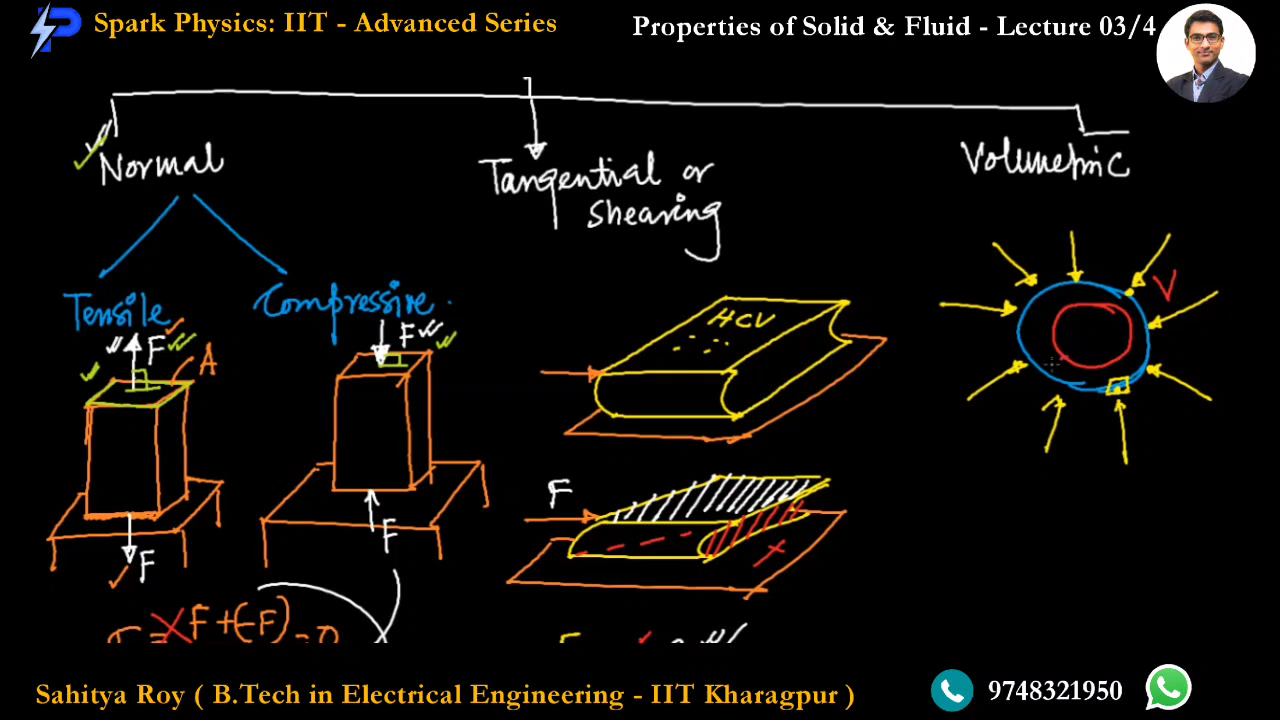 Spark Physics: IIT - Advanced Series
Properties of Solid & Fluid - Lecture 03/4
Normal
Tangential or
shearing
Volumetric
Tensile
Compressive
F
A
F
F
F
HCV
F
V
F + (-F)
Sahitya Roy ( B.Tech in Electrical Engineering - IIT Kharagpur )
9748321950